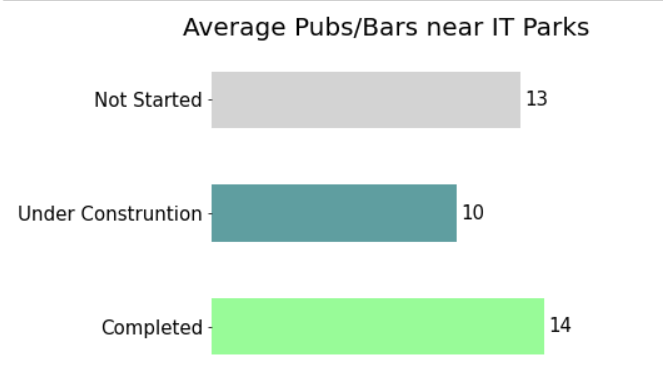 Average Pubs/Bars near IT Parks
Not Started 13
Under Construntion 10
Completed 14